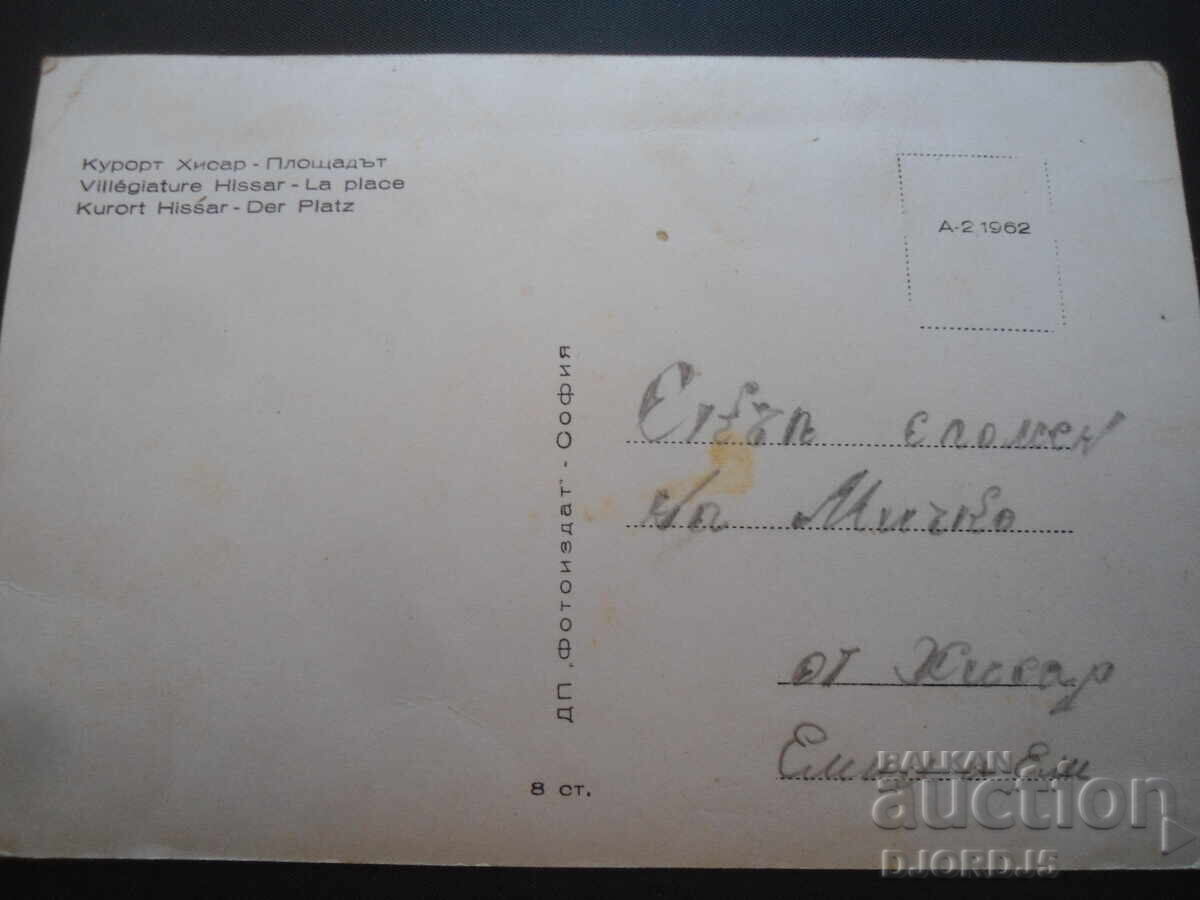 Курорт Хисар - Площадът
Villégiature Hissar - La place
Kurort Hissar - Der Platz
А-2 1962
ДП „Фотоиздат" - София
спомен
на Мичко
от Хисар
8 ст.
BALKAN
auction
DJORDJ5